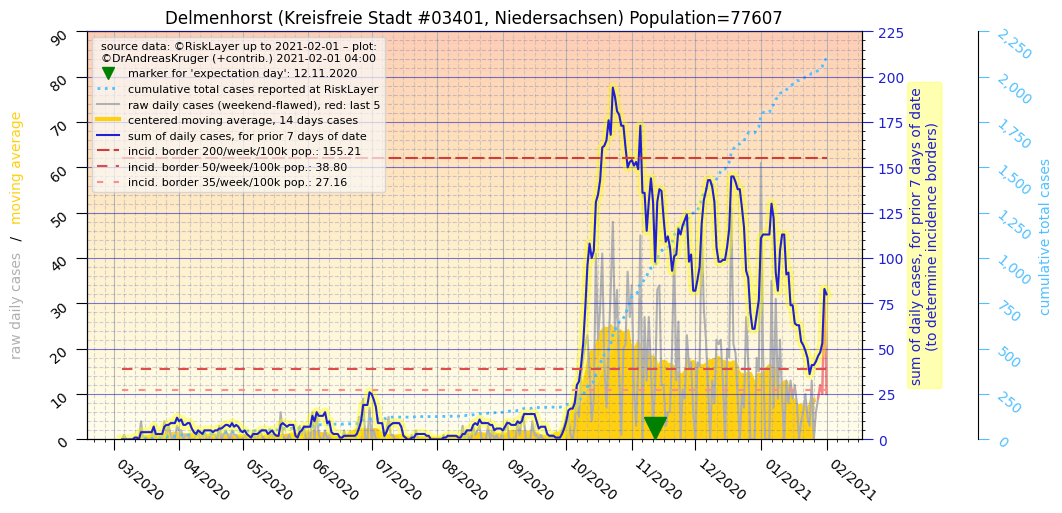 Delmenhorst (Kreisfreie Stadt #03401, Niedersachsen) Population=77607
source data: ©RiskLayer up to 2021-02-01 – plot:
©DrAndreasKruger (+contrib.) 2021-02-01 04:00
marker for 'expectation day': 12.11.2020
cumulative total cases reported at RiskLayer
raw daily cases (weekend-flawed), red: last 5
centered moving average, 14 days cases
sum of daily cases, for prior 7 days of date
incid. border 200/week/100k pop.: 155.21
incid. border 50/week/100k pop.: 38.80
incid. border 35/week/100k pop.: 27.16
raw daily cases / moving average
90
80
70
60
50
40
30
20
10
0
03/2020
04/2020
05/2020
06/2020
07/2020
08/2020
09/2020
10/2020
11/2020
12/2020
01/2021
02/2021
225
200
175
150
125
100
75
50
25
0
sum of daily cases, for prior 7 days of date
(to determine incidence borders)
2,250
2,000
1,750
1,500
1,250
1,000
750
500
250
0
cumulative total cases